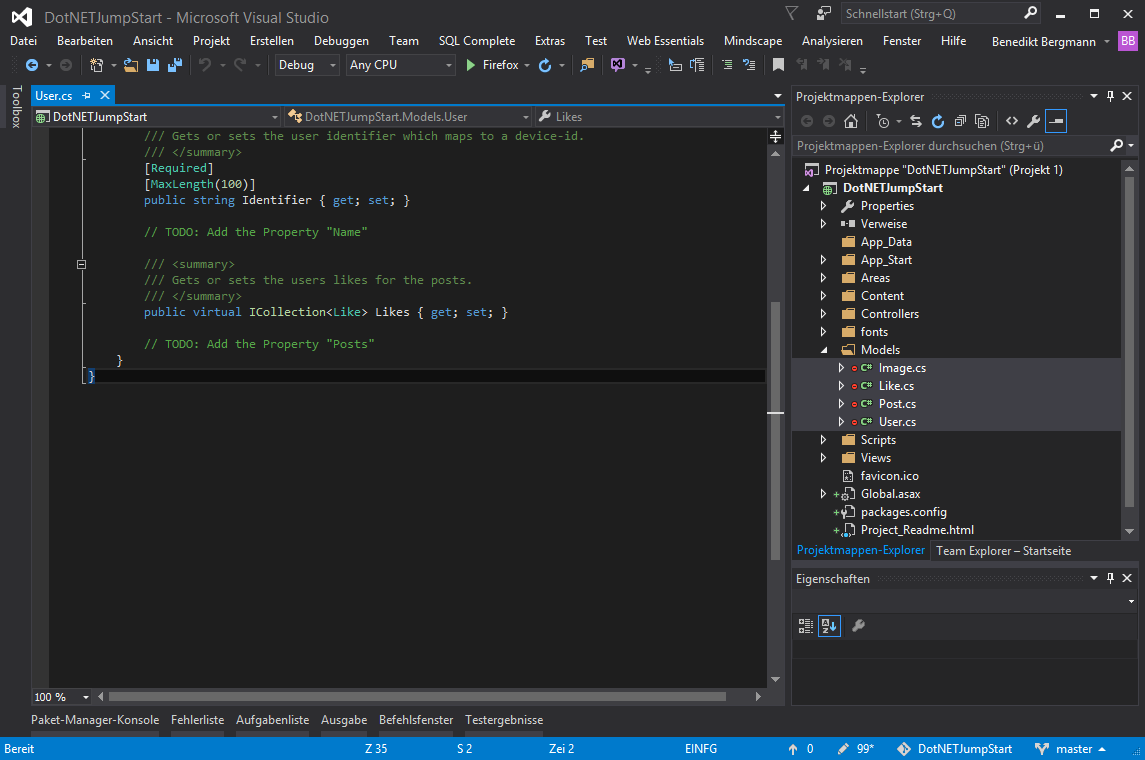 DotNETJumpStart - Microsoft Visual Studio
Schnellstart (Strg+Q)
Datei Bearbeiten Ansicht Projekt Erstellen Debuggen Team SQL Complete Extras Test Web Essentials Mindscape Analysieren Fenster Hilfe Benedikt Bergmann BB
Debug Any CPU Firefox
Toolbox
User.cs
DotNETJumpStart DotNETJumpStart.Models.User Likes
/// Gets or sets the user identifier which maps to a device-id.
/// </summary>
[Required]
[MaxLength(100)]
public string Identifier { get; set; }
// TODO: Add the Property "Name"
/// <summary>
/// Gets or sets the users likes for the posts.
/// </summary>
public virtual ICollection<Like> Likes { get; set; }
// TODO: Add the Property "Posts"
}
}
100 %
Projektmappen-Explorer
Projektmappen-Explorer durchsuchen (Strg+ü)
Projektmappe "DotNETJumpStart" (Projekt 1)
DotNETJumpStart
Properties
Verweise
App_Data
App_Start
Areas
Content
Controllers
fonts
Models
C# Image.cs
C# Like.cs
C# Post.cs
C# User.cs
Scripts
Views
favicon.ico
Global.asax
packages.config
Project_Readme.html
Projektmappen-Explorer Team Explorer – Startseite
Eigenschaften
Paket-Manager-Konsole Fehlerliste Aufgabenliste Ausgabe Befehlsfenster Testergebnisse
Bereit Z 35 S 2 Zei 2 EINFG 0 99* DotNETJumpStart master